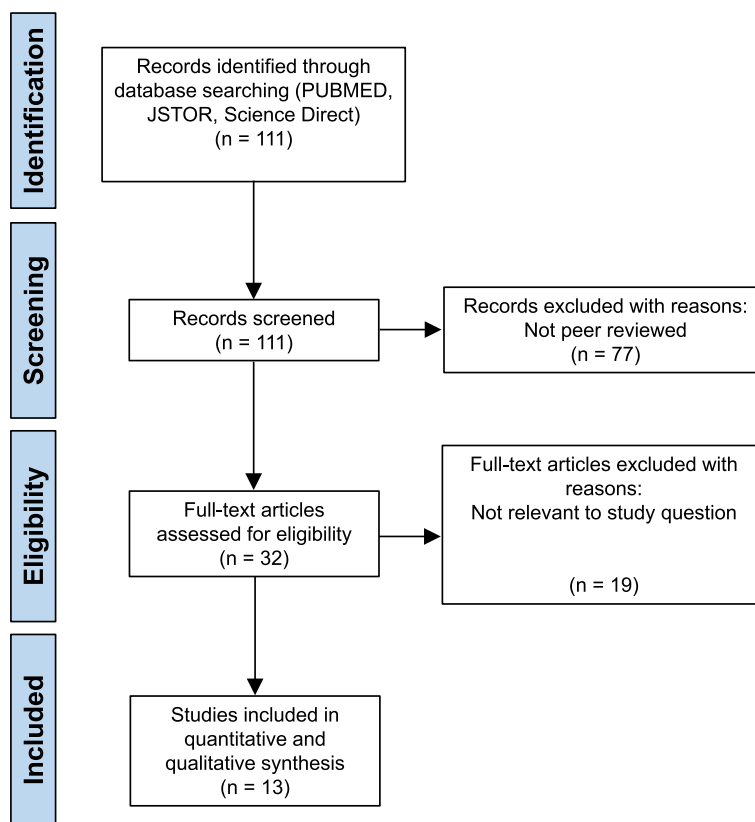 Identification
Records identified through
database searching (PUBMED,
JSTOR, Science Direct)
(n = 111)
Screening
Records screened
(n = 111)
Records excluded with reasons:
Not peer reviewed
(n = 77)
Eligibility
Full-text articles
assessed for eligibility
(n = 32)
Full-text articles excluded with
reasons:
Not relevant to study question
(n = 19)
Included
Studies included in
quantitative and
qualitative synthesis
(n = 13)